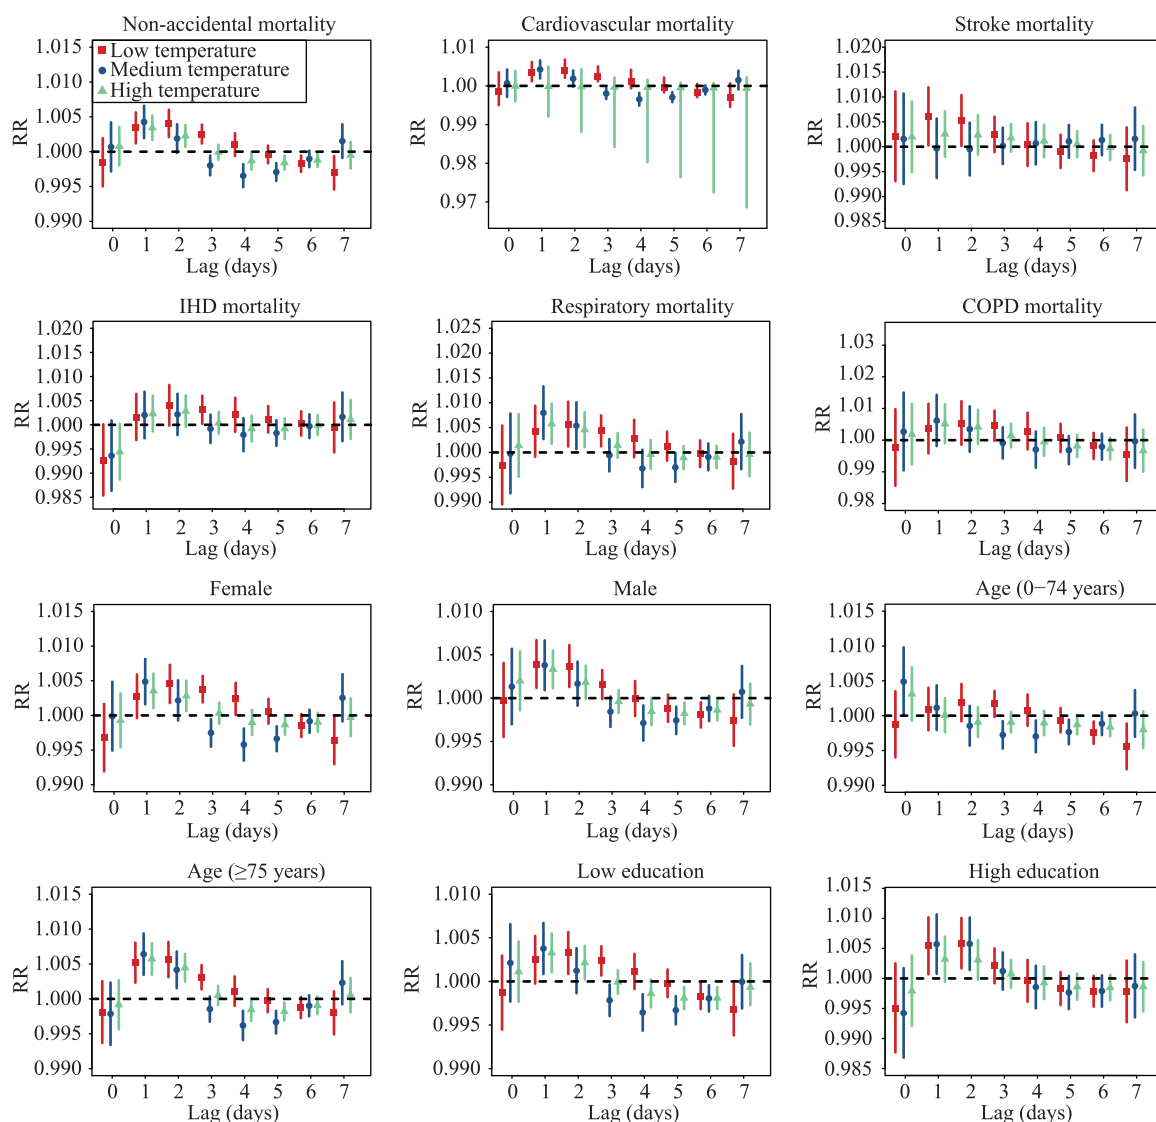 Non-accidental mortality
1.015
1.010
1.005
1.000
0.995
0.990
RR
Low temperature
Medium temperature
High temperature
0 1 2 3 4 5 6 7
Lag (days)
Cardiovascular mortality
1.01
1.00
0.99
0.98
0.97
RR
0 1 2 3 4 5 6 7
Lag (days)
Stroke mortality
1.020
1.015
1.010
1.005
1.000
0.995
0.990
0.985
RR
0 1 2 3 4 5 6 7
Lag (days)
IHD mortality
1.020
1.015
1.010
1.005
1.000
0.995
0.990
0.985
RR
0 1 2 3 4 5 6 7
Lag (days)
Respiratory mortality
1.025
1.020
1.015
1.010
1.005
1.000
0.995
0.990
RR
0 1 2 3 4 5 6 7
Lag (days)
COPD mortality
1.03
1.02
1.01
1.00
0.99
0.98
RR
0 1 2 3 4 5 6 7
Lag (days)
Female
1.015
1.010
1.005
1.000
0.995
0.990
RR
0 1 2 3 4 5 6 7
Lag (days)
Male
1.010
1.005
1.000
0.995
0.990
RR
0 1 2 3 4 5 6 7
Lag (days)
Age (0−74 years)
1.015
1.010
1.005
1.000
0.995
0.990
RR
0 1 2 3 4 5 6 7
Lag (days)
Age (≥75 years)
1.015
1.010
1.005
1.000
0.995
0.990
RR
0 1 2 3 4 5 6 7
Lag (days)
Low education
1.010
1.005
1.000
0.995
0.990
RR
0 1 2 3 4 5 6 7
Lag (days)
High education
1.015
1.010
1.005
1.000
0.995
0.990
0.985
RR
0 1 2 3 4 5 6 7
Lag (days)